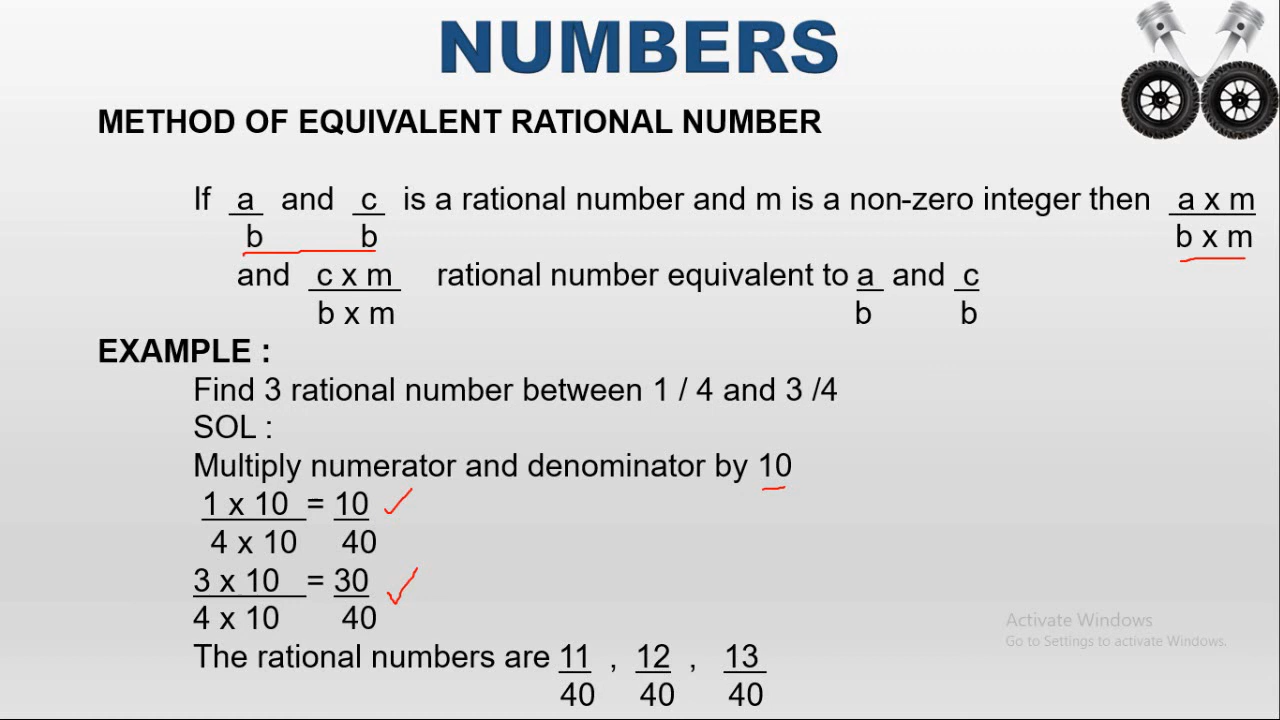 NUMBERS
METHOD OF EQUIVALENT RATIONAL NUMBER
If a and c is a rational number and m is a non-zero integer then a x m
b b b x m
and c x m rational number equivalent to a and c
b x m b b
EXAMPLE :
Find 3 rational number between 1 / 4 and 3 /4
SOL :
Multiply numerator and denominator by 10
1 x 10 = 10
4 x 10 40
3 x 10 = 30
4 x 10 40
Activate Windows
Go to Settings to activate Windows.
The rational numbers are 11 , 12 , 13
40 40 40